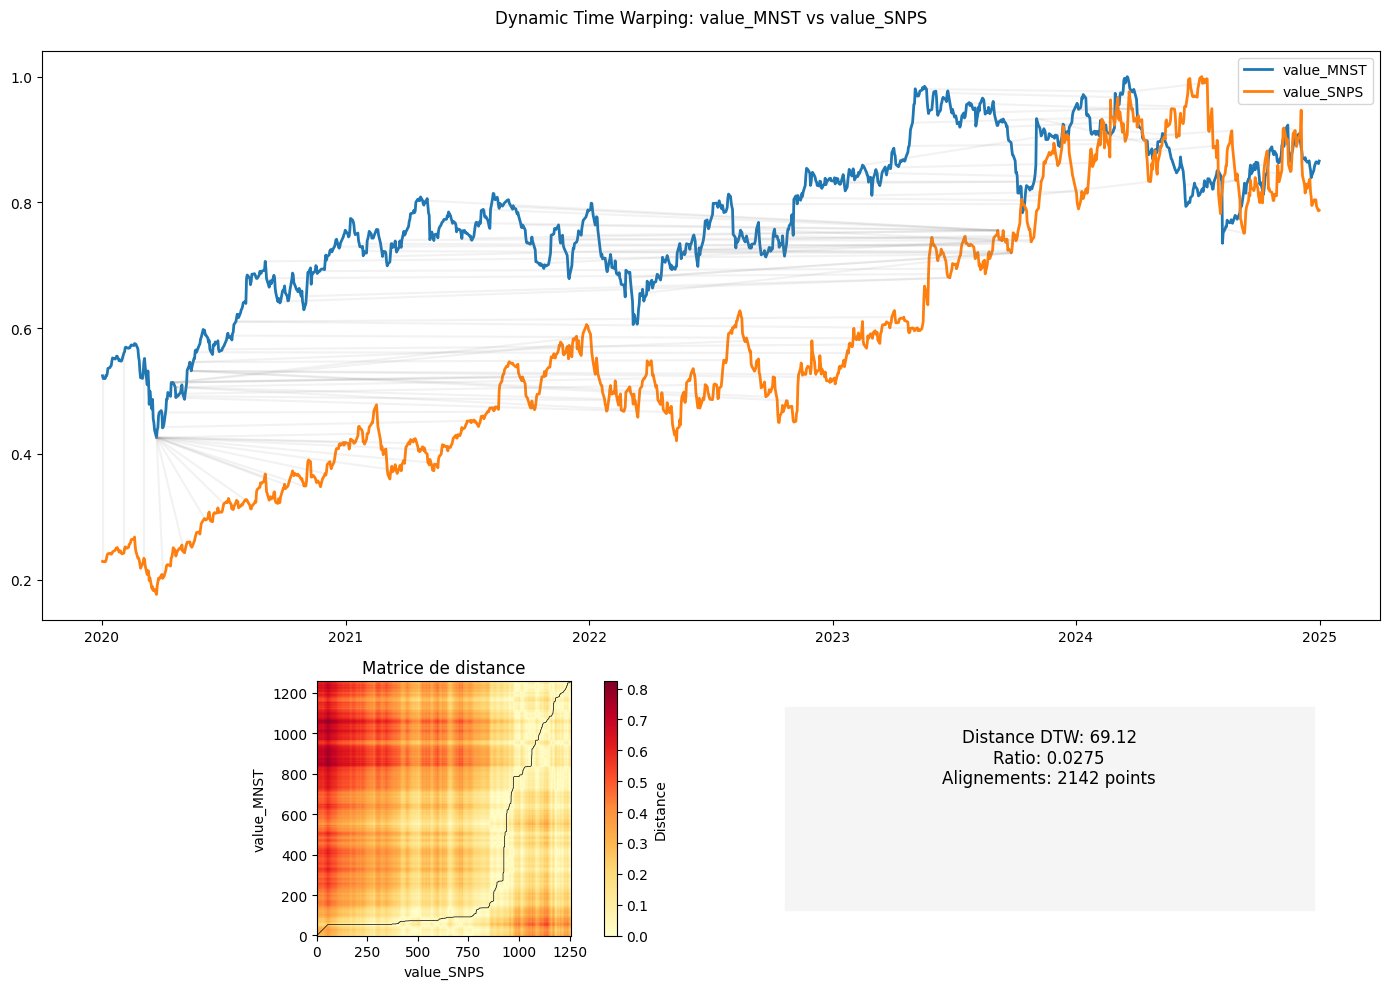 Dynamic Time Warping: value_MNST vs value_SNPS
value_MNST
value_SNPS
1.0
0.8
0.6
0.4
0.2
2020 2021 2022 2023 2024 2025
Matrice de distance
value_MNST
1200
1000
800
600
400
200
0
0 250 500 750 1000 1250
value_SNPS
0.8
0.7
0.6
0.5
0.4
0.3
0.2
0.1
0.0
Distance
Distance DTW: 69.12
Ratio: 0.0275
Alignements: 2142 points